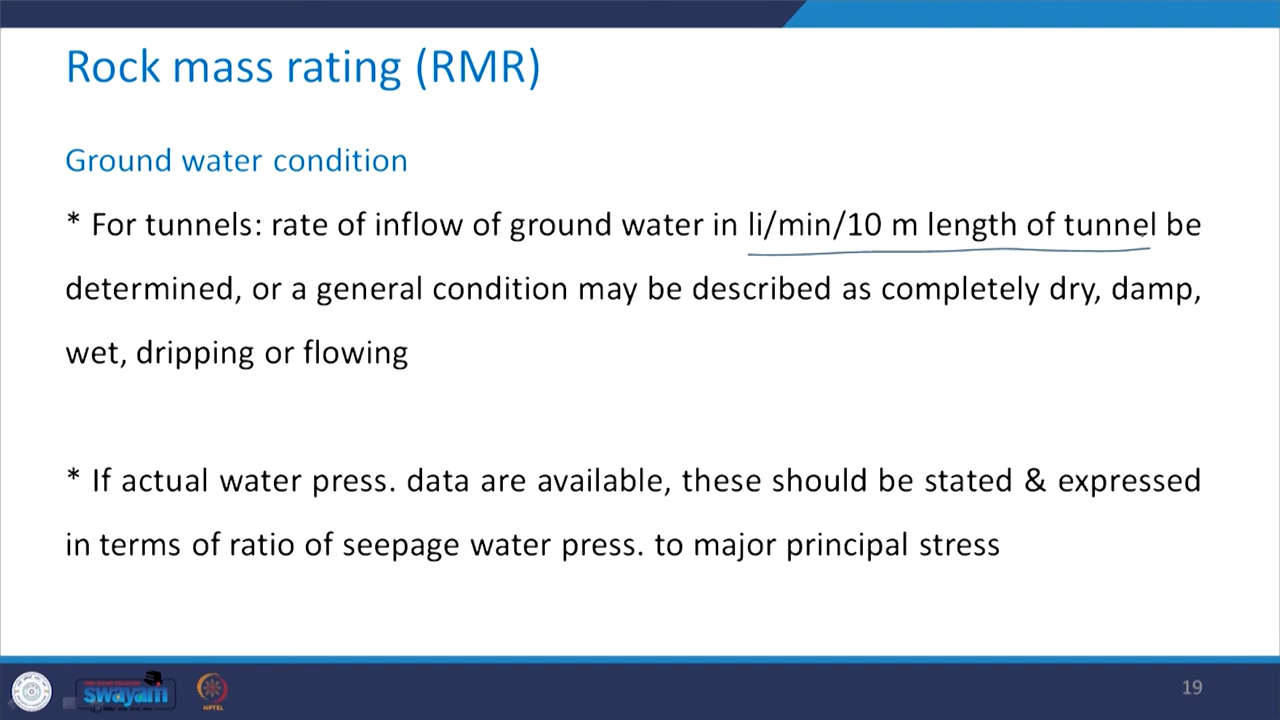 Rock mass rating (RMR)
Ground water condition
* For tunnels: rate of inflow of ground water in li/min/10 m length of tunnel be
determined, or a general condition may be described as completely dry, damp,
wet, dripping or flowing
* If actual water press. data are available, these should be stated & expressed
in terms of ratio of seepage water press. to major principal stress
swayam
NPTEL
19